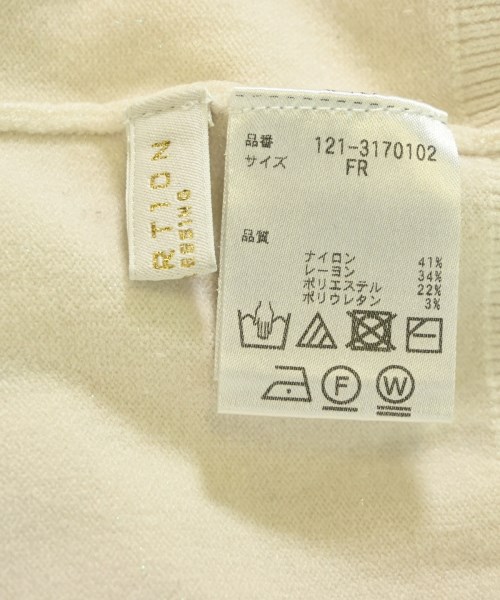 品番 121-3170102
サイズ FR
品質
ナイロン 41%
レーヨン 34%
ポリエステル 22%
ポリウレタン 3%
F W
RTION